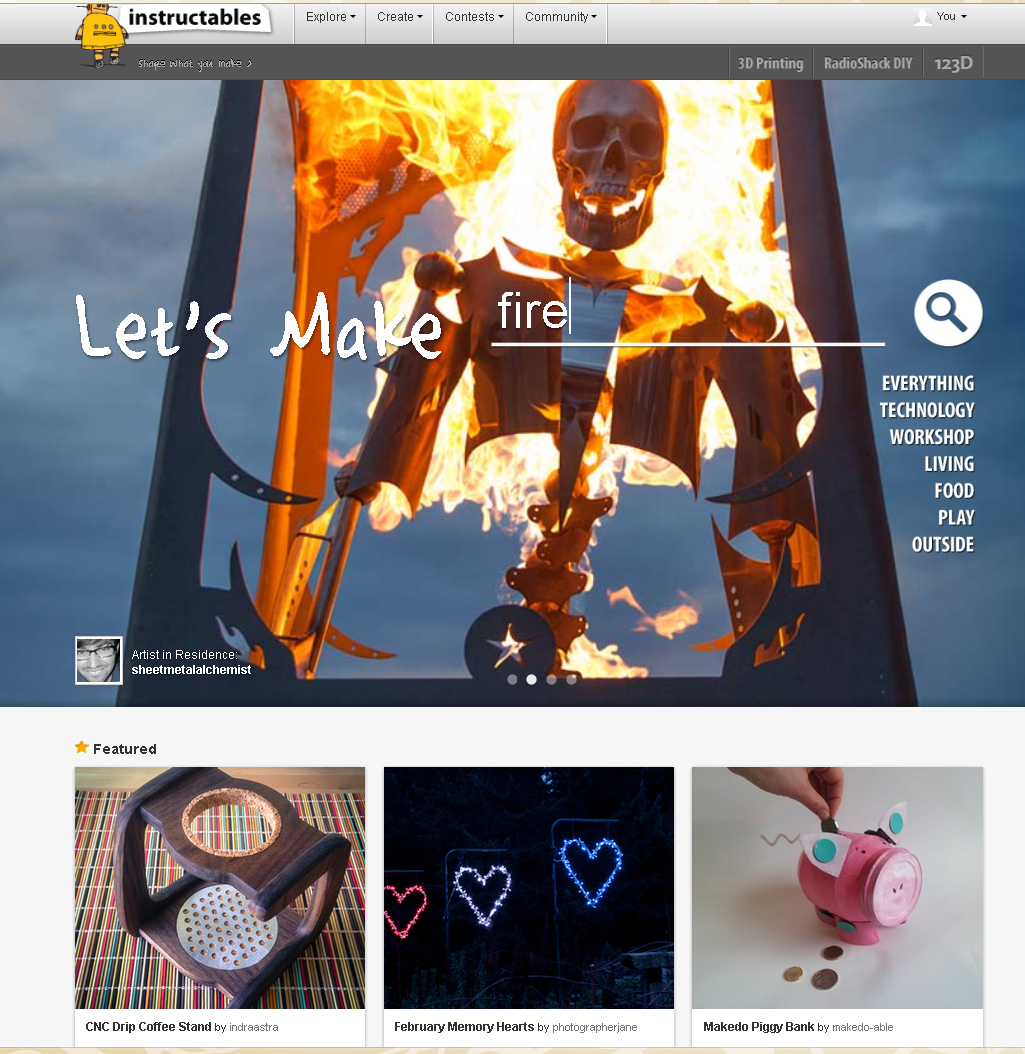 instructables
Explore
Create
Contests
Community
You
Shape what you make >
3D Printing
RadioShack DIY
123D
Let's Make
fire
EVERYTHING
TECHNOLOGY
WORKSHOP
LIVING
FOOD
PLAY
OUTSIDE
Artist in Residence:
sheetmetalalchemist
Featured
CNC Drip Coffee Stand by indraastra
February Memory Hearts by photographerjane
Makedo Piggy Bank by makedo-able